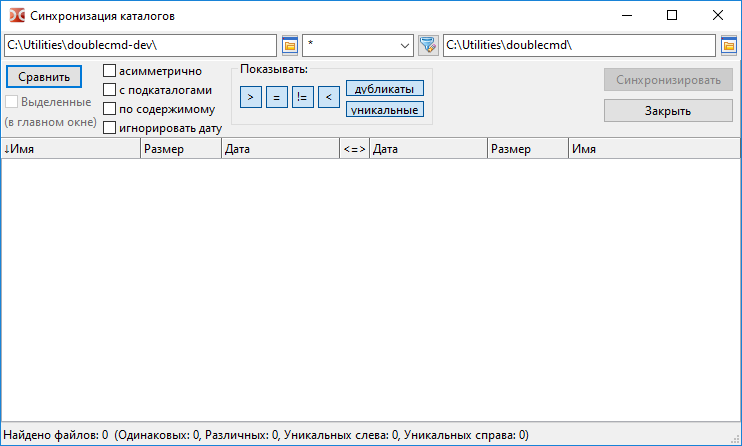 Синхронизация каталогов
C:\Utilities\doublecmd-dev\ * C:\Utilities\doublecmd\
Сравнить
Выделенные
(в главном окне)
асимметрично
с подкаталогами
по содержимому
игнорировать дату
Показывать:
> = != <
дубликаты
уникальные
Синхронизировать
Закрыть
↓Имя Размер Дата <=> Дата Размер Имя
Найдено файлов: 0 (Одинаковых: 0, Различных: 0, Уникальных слева: 0, Уникальных справа: 0)